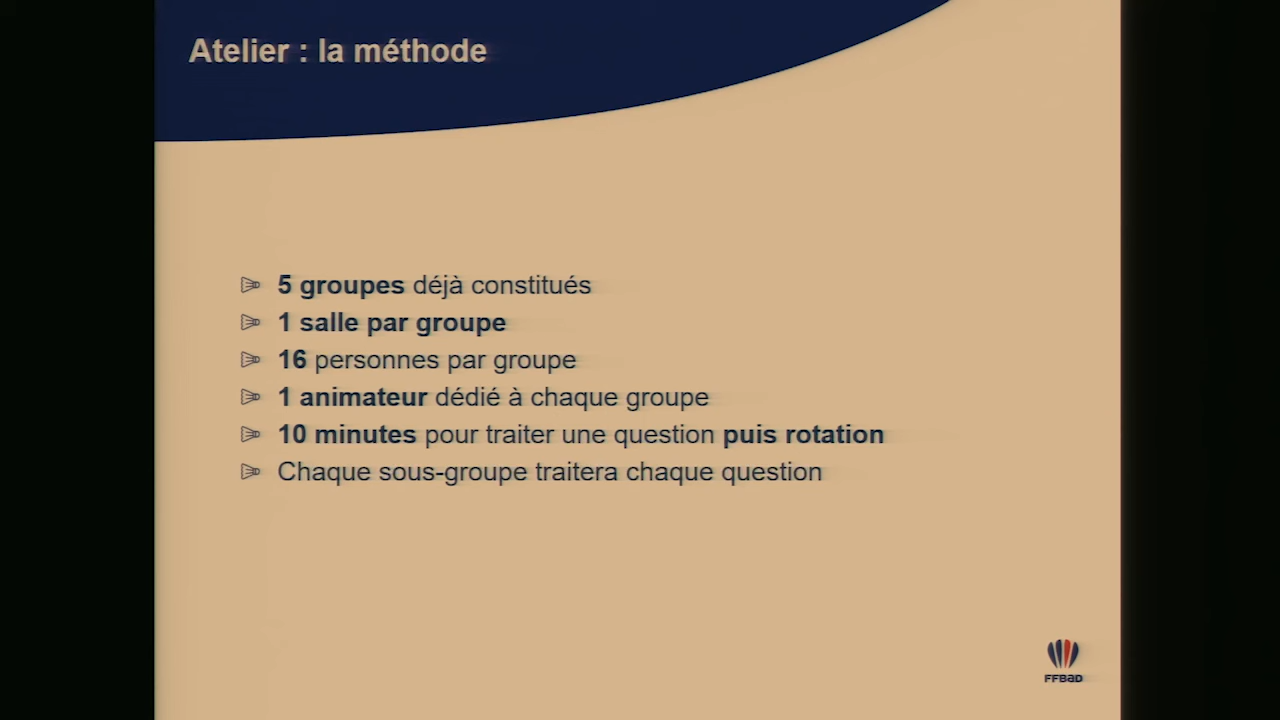 Atelier : la méthode
5 groupes déjà constitués
1 salle par groupe
16 personnes par groupe
1 animateur dédié à chaque groupe
10 minutes pour traiter une question puis rotation
Chaque sous-groupe traitera chaque question
FFBaD